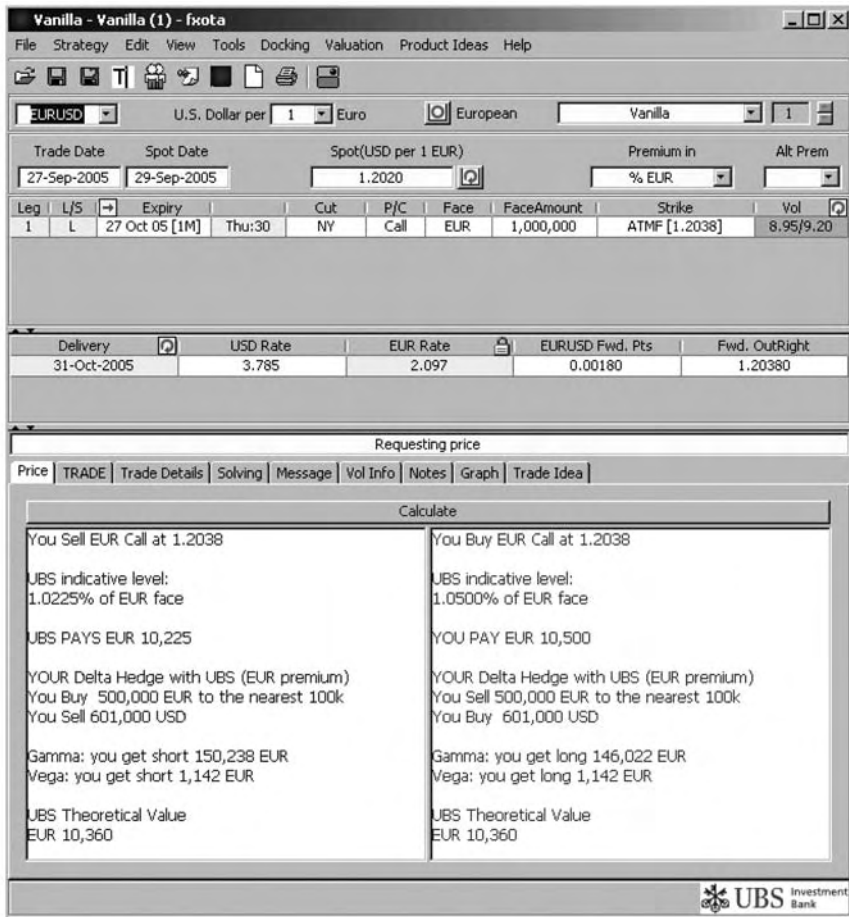 Vanilla - Vanilla (1) - fxota
File Strategy Edit View Tools Docking Valuation Product Ideas Help
EURUSD U.S. Dollar per 1 Euro European Vanilla 1
Trade Date Spot Date Spot(USD per 1 EUR) Premium in Alt Prem
27-Sep-2005 29-Sep-2005 1.2020 % EUR
Leg L/S Expiry Cut P/C Face FaceAmount Strike Vol
1 L 27 Oct 05 [1M] Thu:30 NY Call EUR 1,000,000 ATMF [1.2038] 8.95/9.20
Delivery USD Rate EUR Rate EURUSD Fwd. Pts Fwd. OutRight
31-Oct-2005 3.785 2.097 0.00180 1.20380
Requesting price
Price TRADE Trade Details Solving Message Vol Info Notes Graph Trade Idea
Calculate
You Sell EUR Call at 1.2038
UBS indicative level:
1.0225% of EUR face
UBS PAYS EUR 10,225
YOUR Delta Hedge with UBS (EUR premium)
You Buy 500,000 EUR to the nearest 100k
You Sell 601,000 USD
Gamma: you get short 150,238 EUR
Vega: you get short 1,142 EUR
UBS Theoretical Value
EUR 10,360
You Buy EUR Call at 1.2038
UBS indicative level:
1.0500% of EUR face
YOU PAY EUR 10,500
YOUR Delta Hedge with UBS (EUR premium)
You Sell 500,000 EUR to the nearest 100k
You Buy 601,000 USD
Gamma: you get long 146,022 EUR
Vega: you get long 1,142 EUR
UBS Theoretical Value
EUR 10,360
UBS Investment
Bank